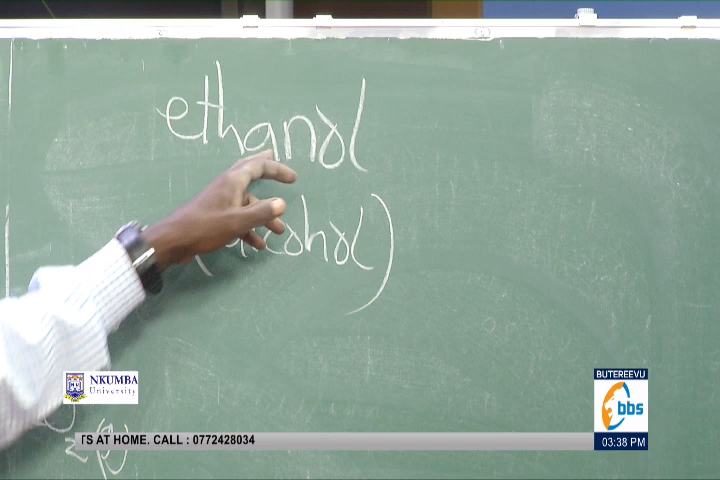 ethanol
alcohol)
NKUMBA
University
BUTEREEVU
bbs
TS AT HOME. CALL : 0772428034
03:38 PM